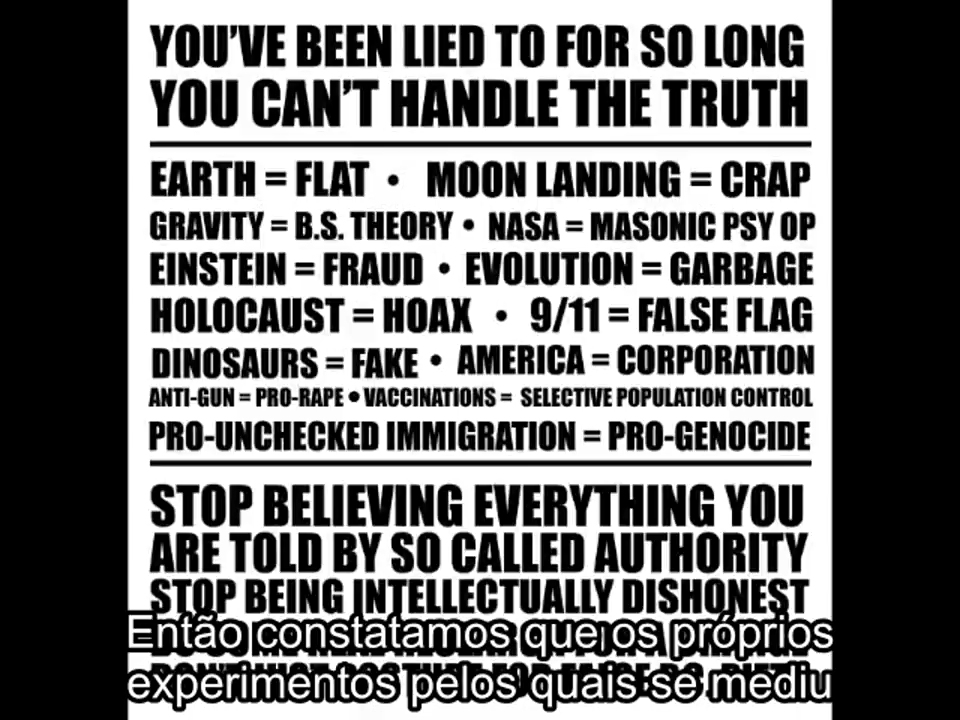 YOU'VE BEEN LIED TO FOR SO LONG
YOU CAN'T HANDLE THE TRUTH
EARTH = FLAT • MOON LANDING = CRAP
GRAVITY = B.S. THEORY • NASA = MASONIC PSY OP
EINSTEIN = FRAUD • EVOLUTION = GARBAGE
HOLOCAUST = HOAX • 9/11 = FALSE FLAG
DINOSAURS = FAKE • AMERICA = CORPORATION
ANTI-GUN = PRO-RAPE • VACCINATIONS = SELECTIVE POPULATION CONTROL
PRO-UNCHECKED IMMIGRATION = PRO-GENOCIDE
STOP BELIEVING EVERYTHING YOU
ARE TOLD BY SO CALLED AUTHORITY
STOP BEING INTELLECTUALLY DISHONEST
Então constatamos que os próprios
experimentos pelos quais se mediu